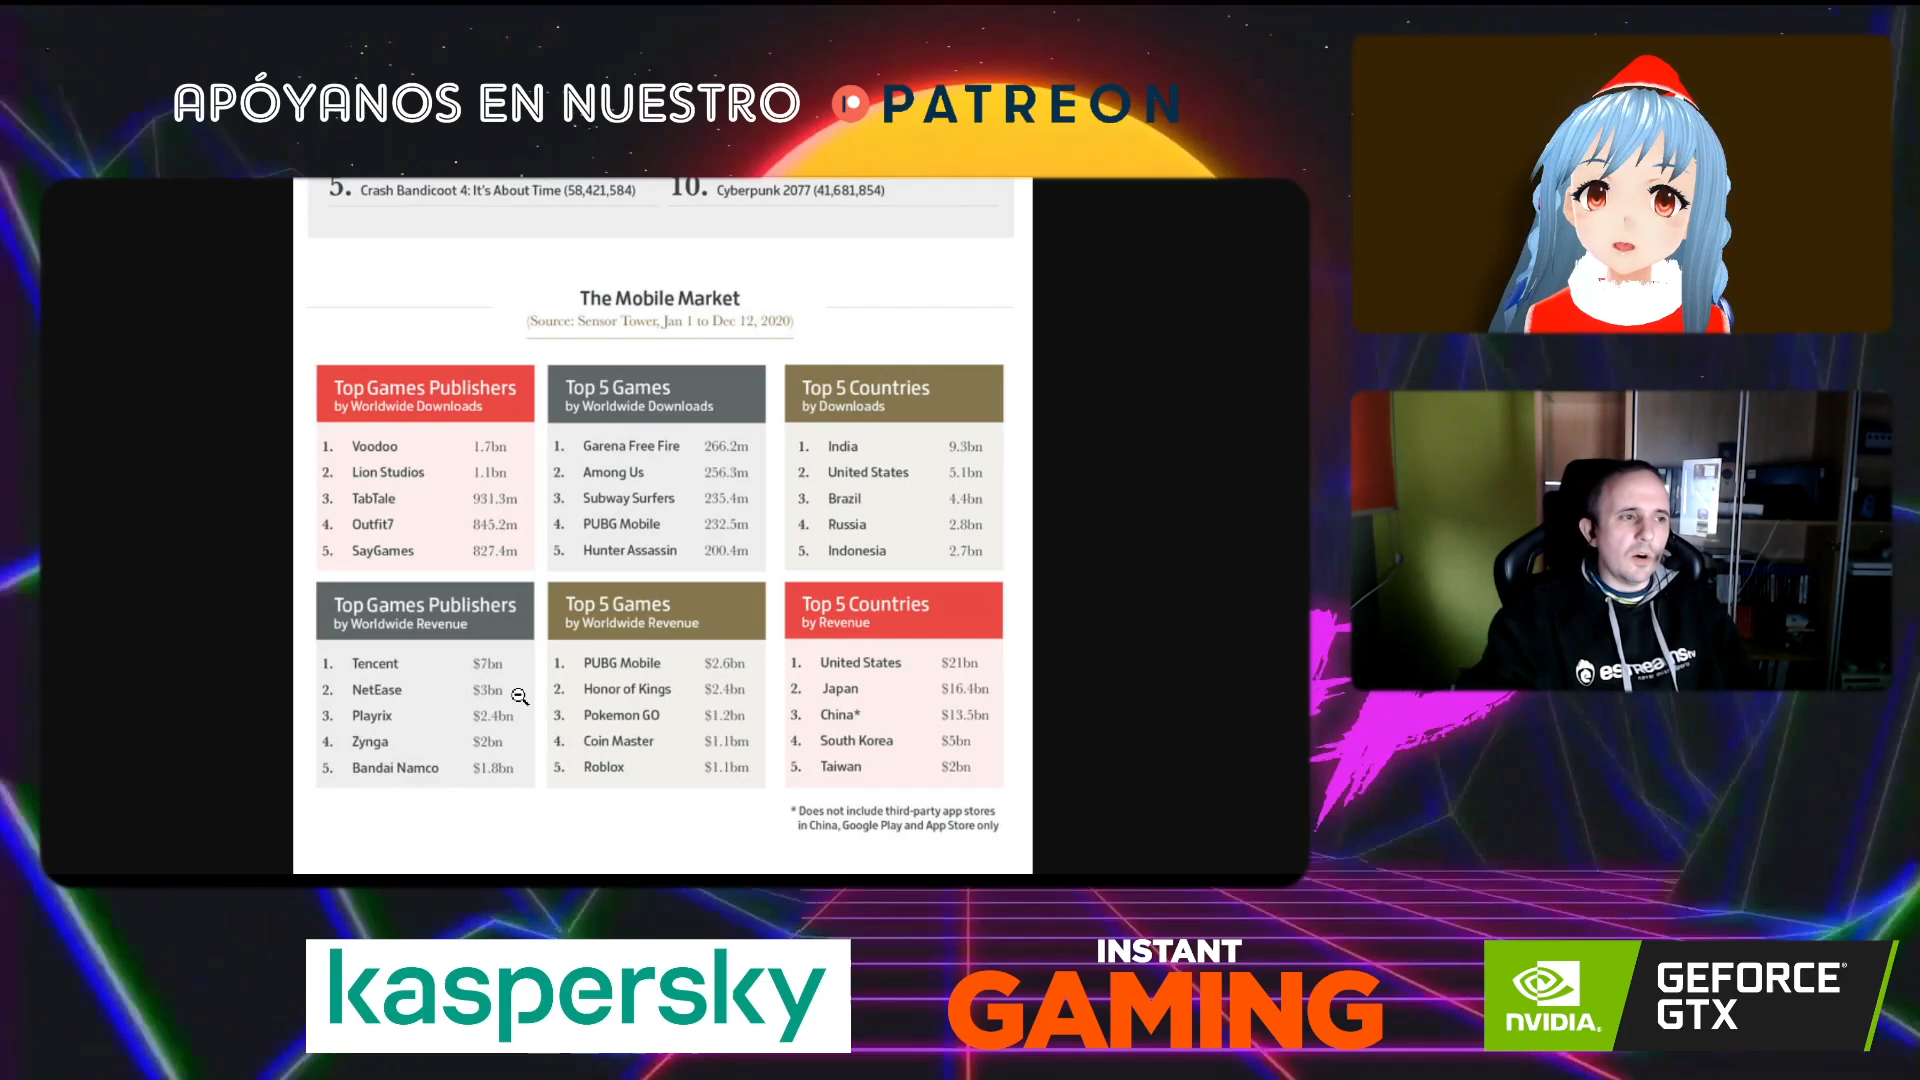 APÓYANOS EN NUESTRO PATREON
5. Crash Bandicoot 4: It's About Time (58,421,584)
10. Cyberpunk 2077 (41,681,854)
The Mobile Market
(Source: Sensor Tower, Jan 1 to Dec 12, 2020)
Top Games Publishers
by Worldwide Downloads
1. Voodoo 1.7bn
2. Lion Studios 1.1bn
3. TabTale 931.3m
4. Outfit7 845.2m
5. SayGames 827.4m
Top 5 Games
by Worldwide Downloads
1. Garena Free Fire 266.2m
2. Among Us 256.3m
3. Subway Surfers 235.4m
4. PUBG Mobile 232.5m
5. Hunter Assassin 200.4m
Top 5 Countries
by Downloads
1. India 9.3bn
2. United States 5.1bn
3. Brazil 4.4bn
4. Russia 2.8bn
5. Indonesia 2.7bn
Top Games Publishers
by Worldwide Revenue
1. Tencent $7bn
2. NetEase $3bn
3. Playrix $2.4bn
4. Zynga $2bn
5. Bandai Namco $1.8bn
Top 5 Games
by Worldwide Revenue
1. PUBG Mobile $2.6bn
2. Honor of Kings $2.4bn
3. Pokemon GO $1.2bn
4. Coin Master $1.1bm
5. Roblox $1.1bm
Top 5 Countries
by Revenue
1. United States $21bn
2. Japan $16.4bn
3. China* $13.5bn
4. South Korea $5bn
5. Taiwan $2bn
* Does not include third-party app stores
in China, Google Play and App Store only
eSTREAMSTV
kaspersky
INSTANT
GAMING
NVIDIA.
GEFORCE®
GTX